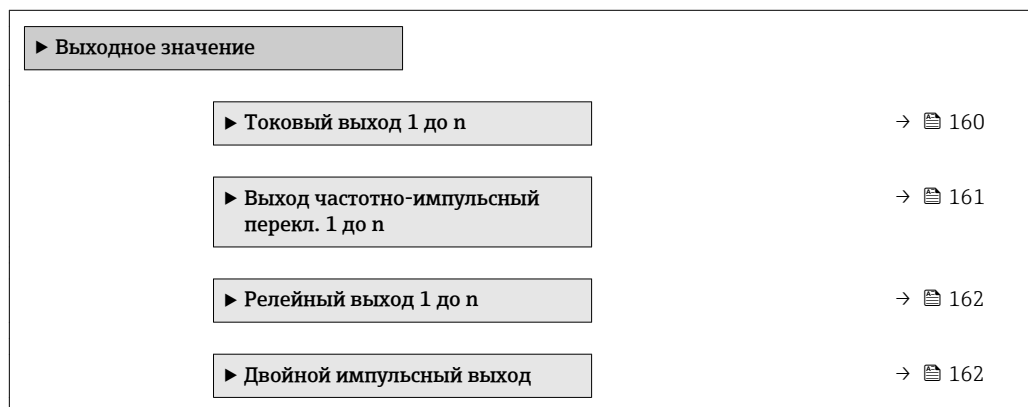 ▶ Выходное значение
▶ Токовый выход 1 до n → 160
▶ Выход частотно-импульсный → 161
перекл. 1 до n
▶ Релейный выход 1 до n → 162
▶ Двойной импульсный выход → 162